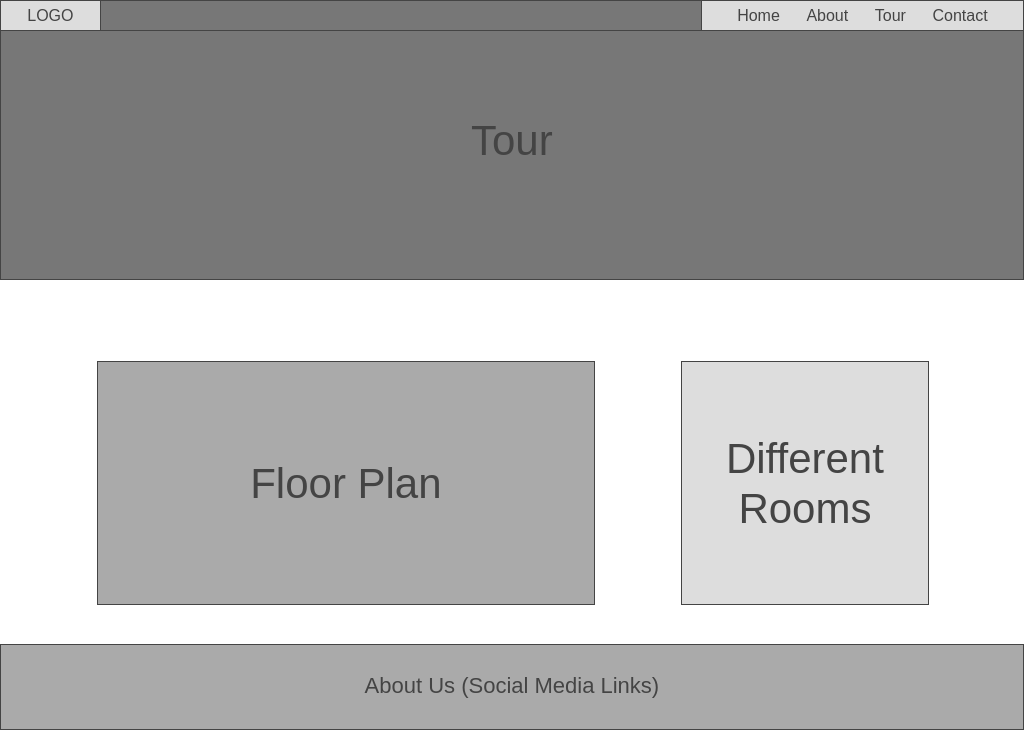 LOGO
Home About Tour Contact
Tour
Floor Plan
Different
Rooms
About Us (Social Media Links)